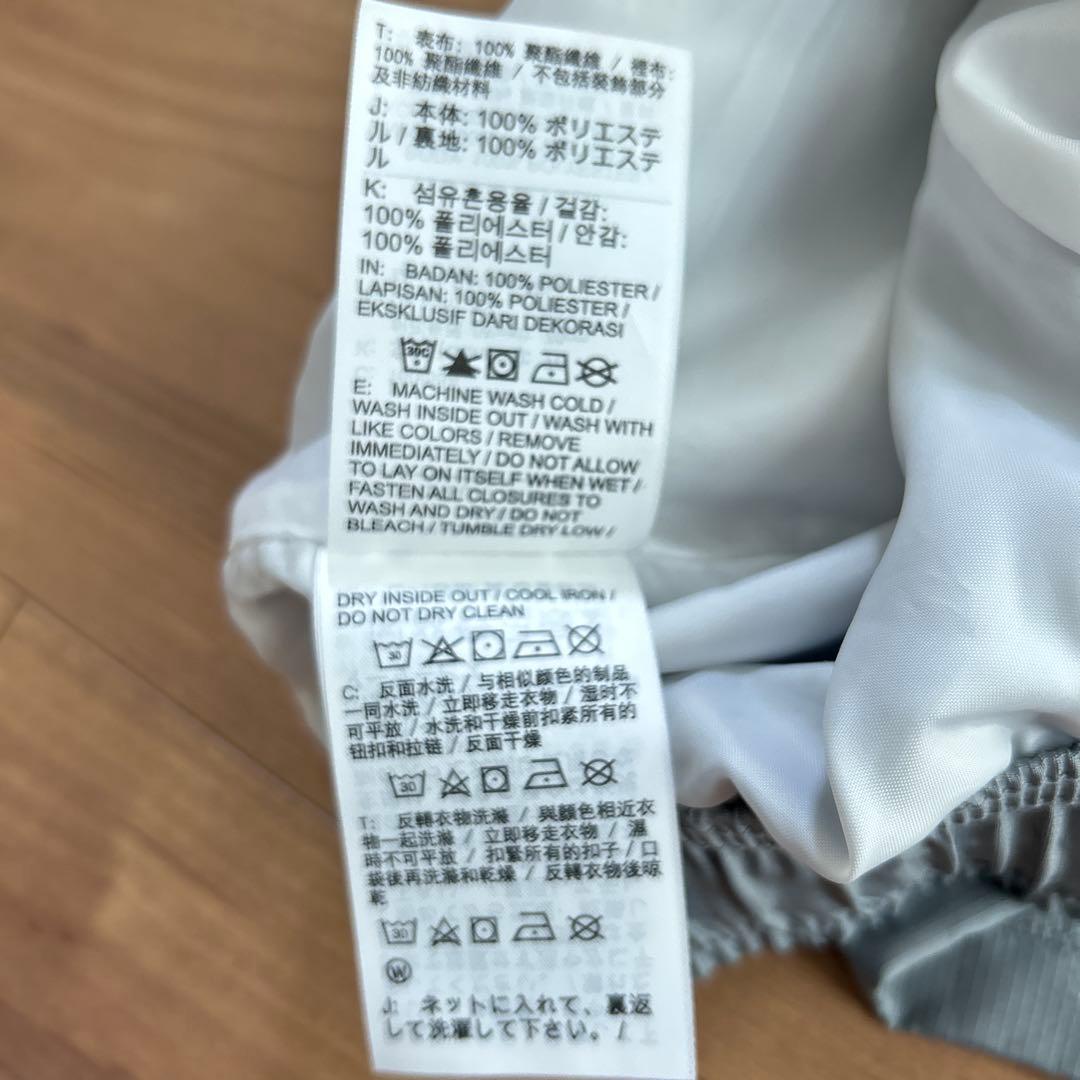 T: 表布: 100% 聚酯纖維 / 裡布:
100% 聚酯纖維 / 不包括裝飾部分
及非紡織材料
J: 本体: 100% ポリエステ
ル / 裏地: 100% ポリエステ
ル
K: 섬유혼용율 / 겉감:
100% 폴리에스터 / 안감:
100% 폴리에스터
IN: BADAN: 100% POLIESTER /
LAPISAN: 100% POLIESTER /
EKSKLUSIF DARI DEKORASI
30C
E: MACHINE WASH COLD /
WASH INSIDE OUT / WASH WITH
LIKE COLORS / REMOVE
IMMEDIATELY / DO NOT ALLOW
TO LAY ON ITSELF WHEN WET /
FASTEN ALL CLOSURES TO
WASH AND DRY / DO NOT
BLEACH / TUMBLE DRY LOW /
DRY INSIDE OUT / COOL IRON /
DO NOT DRY CLEAN
30
C: 反面水洗 / 与相似颜色的制品
一同水洗 / 立即移走衣物 / 湿时不
可平放 / 水洗和干燥前扣紧所有的
钮扣和拉链 / 反面干燥
30
T: 反轉衣物洗滌 / 與顏色相近衣
物一起洗滌 / 立即移走衣物 / 濕
時不可平放 / 扣緊所有的扣子 / 口
袋後再洗滌和乾燥 / 反轉衣物後晾
乾
30
W
J: ネットに入れて、裏返
して洗濯して下さい。 /